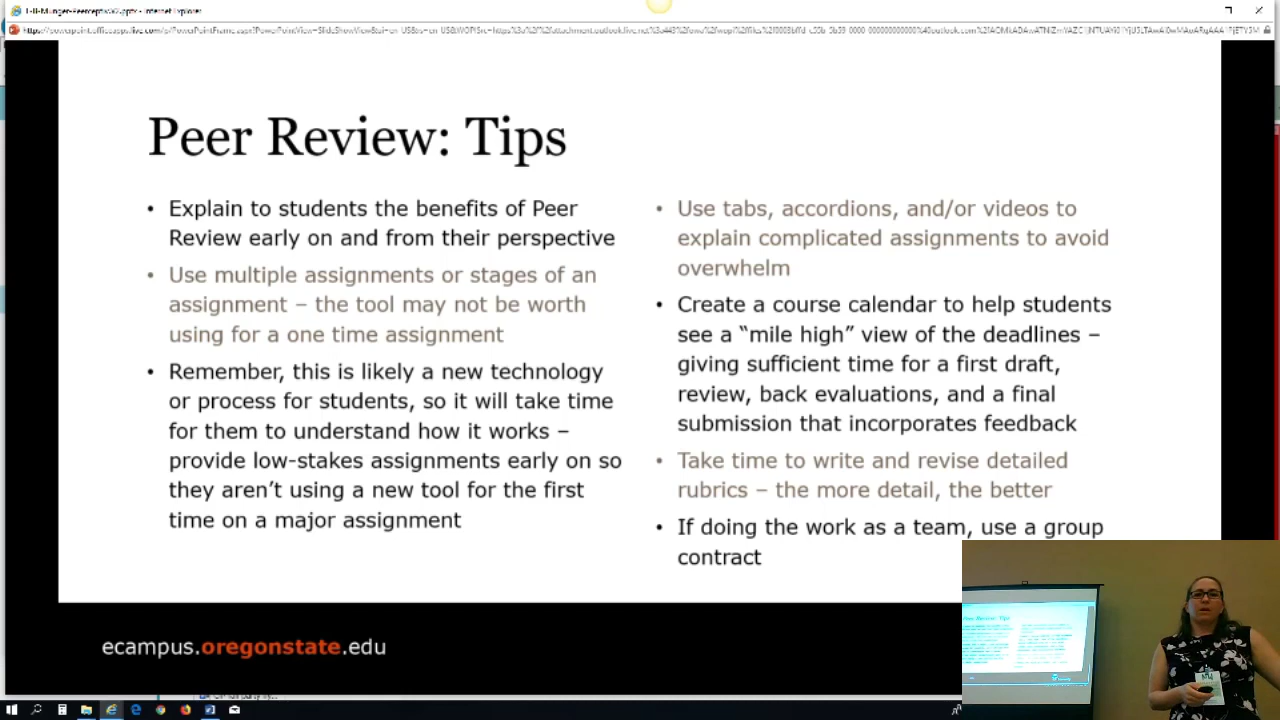 Internet Explorer
Peer Review: Tips
• Explain to students the benefits of Peer
Review early on and from their perspective
• Use multiple assignments or stages of an
assignment – the tool may not be worth
using for a one time assignment
• Remember, this is likely a new technology
or process for students, so it will take time
for them to understand how it works –
provide low-stakes assignments early on so
they aren’t using a new tool for the first
time on a major assignment
• Use tabs, accordions, and/or videos to
explain complicated assignments to avoid
overwhelm
• Create a course calendar to help students
see a “mile high” view of the deadlines –
giving sufficient time for a first draft,
review, back evaluations, and a final
submission that incorporates feedback
• Take time to write and revise detailed
rubrics – the more detail, the better
• If doing the work as a team, use a group
contract
Peer Review: Tips
ecampus.oregonstate.edu